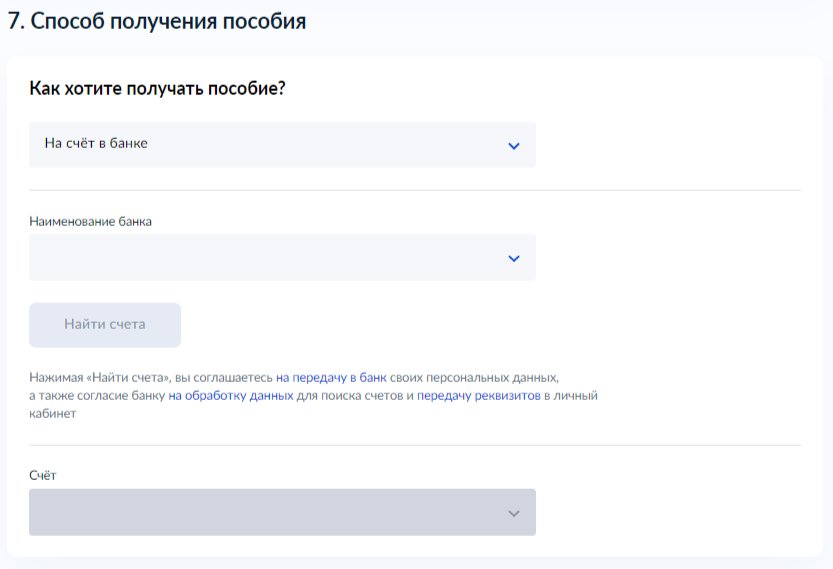 7. Способ получения пособия
Как хотите получать пособие?
На счёт в банке
Наименование банка
Найти счета
Нажимая «Найти счета», вы соглашаетесь на передачу в банк своих персональных данных,
а также согласие банку на обработку данных для поиска счетов и передачу реквизитов в личный
кабинет
Счёт